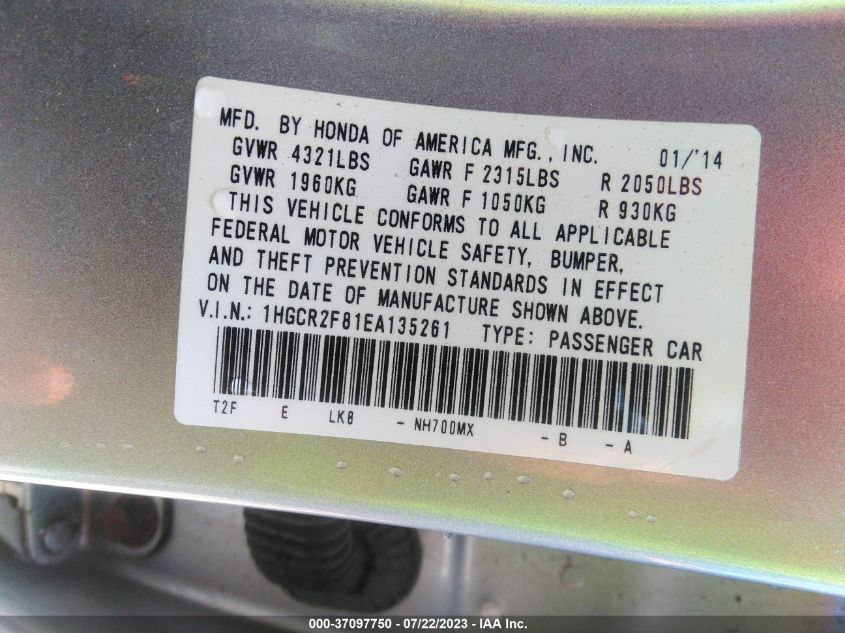 MFD. BY HONDA OF AMERICA MFG., INC. 01/'14
GVWR 4321LBS GAWR F 2315LBS R 2050LBS
GVWR 1960KG GAWR F 1050KG R 930KG
THIS VEHICLE CONFORMS TO ALL APPLICABLE
FEDERAL MOTOR VEHICLE SAFETY, BUMPER,
AND THEFT PREVENTION STANDARDS IN EFFECT
ON THE DATE OF MANUFACTURE SHOWN ABOVE.
V.I.N.: 1HGCR2F81EA135261 TYPE: PASSENGER CAR
T2F E LK8 - NH700MX - B - A
000-37097750 - 07/22/2023 - IAA Inc.